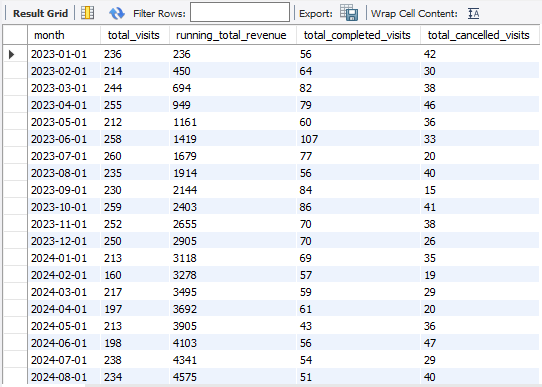 Result Grid Filter Rows: Export: Wrap Cell Content:
month total_visits running_total_revenue total_completed_visits total_cancelled_visits
2023-01-01 236 236 56 42
2023-02-01 214 450 64 30
2023-03-01 244 694 82 38
2023-04-01 255 949 79 46
2023-05-01 212 1161 60 36
2023-06-01 258 1419 107 33
2023-07-01 260 1679 77 20
2023-08-01 235 1914 56 40
2023-09-01 230 2144 84 15
2023-10-01 259 2403 86 41
2023-11-01 252 2655 70 38
2023-12-01 250 2905 70 26
2024-01-01 213 3118 69 35
2024-02-01 160 3278 57 19
2024-03-01 217 3495 59 29
2024-04-01 197 3692 61 20
2024-05-01 213 3905 43 36
2024-06-01 198 4103 56 47
2024-07-01 238 4341 54 29
2024-08-01 234 4575 51 40